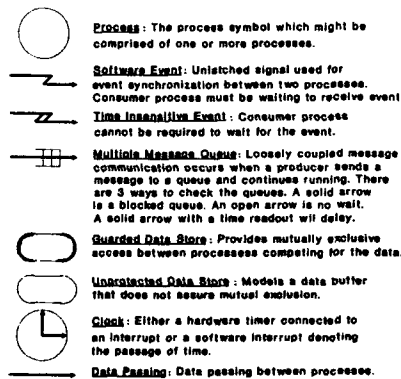 Process : The process symbol which might be
comprised of one or more processes.
Software Event: Unlatched signal used for
event synchronization between two processes.
Consumer process must be waiting to receive event
Time Insensitive Event : Consumer process
cannot be required to wait for the event.
Multiple Message Queue: Loosely coupled message
communication occurs when a producer sends a
message to a queue and continues running. There
are 3 ways to check the queues. A solid arrow
is a blocked queue. An open arrow is no wait.
A solid arrow with a time readout wil delay.
Guarded Data Store : Provides mutually exclusive
access between processess competing for the data.
Unprotected Data Store : Models a data buffer
that does not assure mutual exclusion.
Clock : Either a hardware timer connected to
an interrupt or a software interrupt denoting
the passage of time.
Data Passing: Data passing between processes.